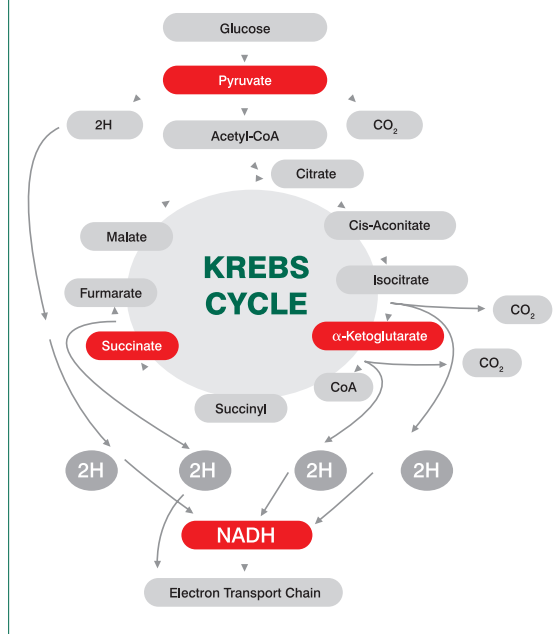 Glucose
Pyruvate
2H
Acetyl-CoA
CO₂
Citrate
Malate
Cis-Aconitate
KREBS
CYCLE
Isocitrate
Furmarate
CO₂
Succinate
α-Ketoglutarate
CO₂
CoA
Succinyl
2H
2H
2H
2H
NADH
Electron Transport Chain